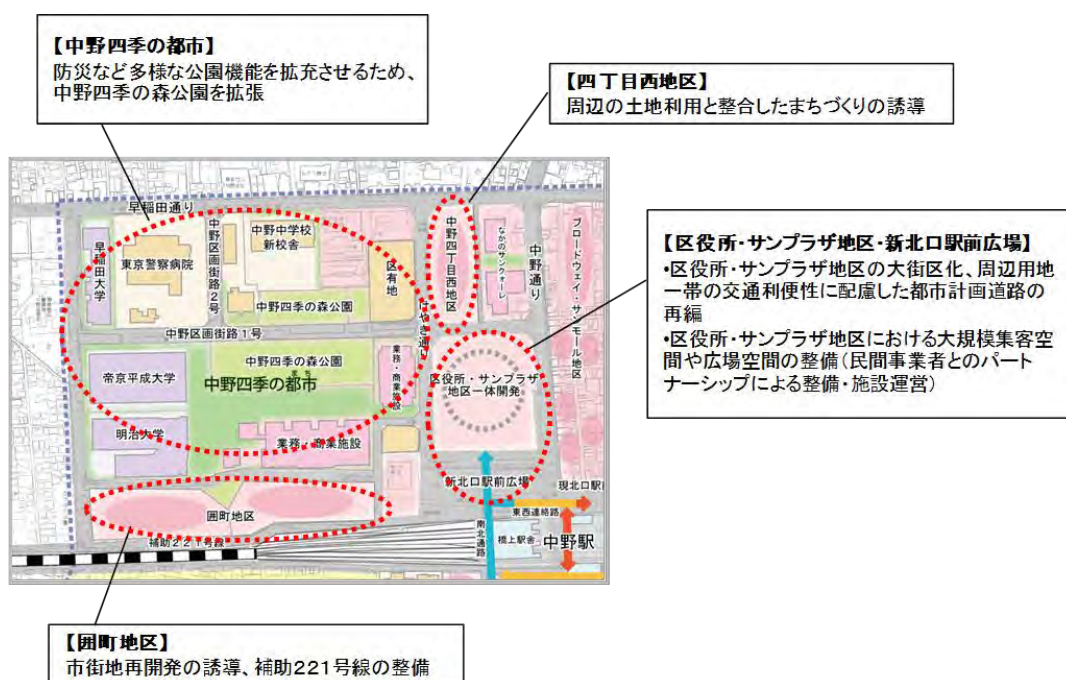 【中野四季の都市】
防災など多様な公園機能を拡充させるため、
中野四季の森公園を拡張
【四丁目西地区】
周辺の土地利用と整合したまちづくりの誘導
【区役所・サンプラザ地区・新北口駅前広場】
•区役所・サンプラザ地区の大街区化、周辺用地
一帯の交通利便性に配慮した都市計画道路の
再編
•区役所・サンプラザ地区における大規模集客空
間や広場空間の整備(民間事業者とのパート
ナーシップによる整備・施設運営)
早稲田通り
早稲田大学
東京警察病院
中野区画街路2号
中野中学校
新校舎
区有地
中野四季の森公園
けやき通り
中野四丁目西地区
なかのサンクォーレ
中野通り
ブロードウェイ・サンモール地区
中野区画街路1号
中野四季の森公園
帝京平成大学
まち
中野四季の都市
業務・商業施設
区役所・サンプラザ
地区一体開発
明治大学
業務・商業施設
新北口駅前広場
現北口駅前
囲町地区
東西連絡路
南北通路
橋上駅舎
中野駅
補助221号線
【囲町地区】
市街地再開発の誘導、補助221号線の整備